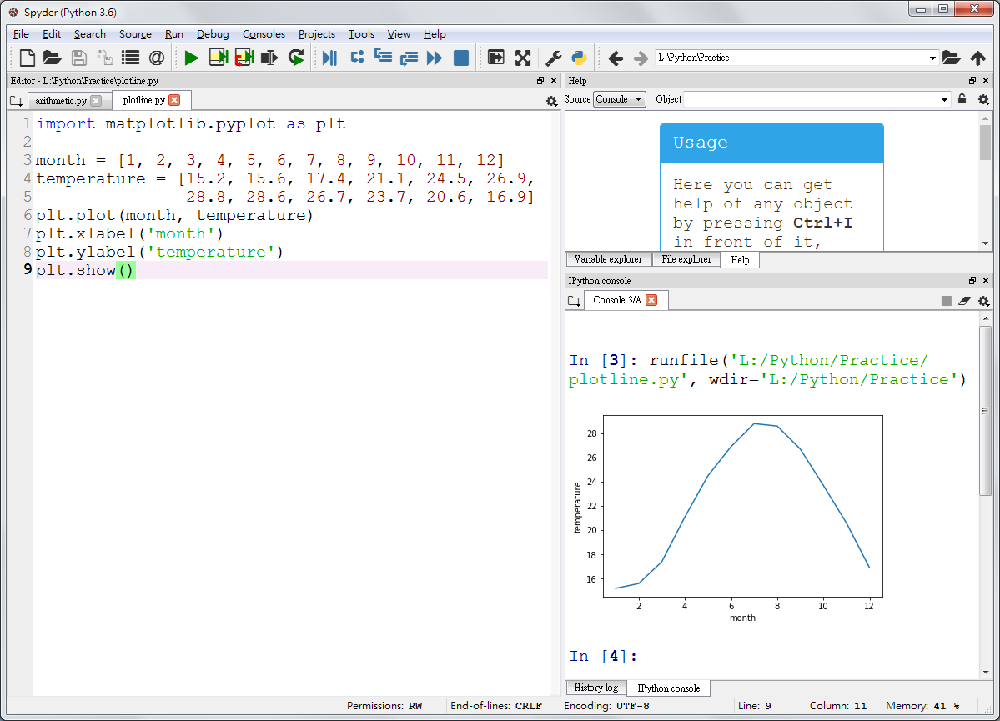 Spyder (Python 3.6)
File Edit Search Source Run Debug Consoles Projects Tools View Help
L:\Python\Practice
Editor - L:\Python\Practice\plotline.py
arithmetic.py plotline.py
1 import matplotlib.pyplot as plt
2
3 month = [1, 2, 3, 4, 5, 6, 7, 8, 9, 10, 11, 12]
4 temperature = [15.2, 15.6, 17.4, 21.1, 24.5, 26.9,
5 28.8, 28.6, 26.7, 23.7, 20.6, 16.9]
6 plt.plot(month, temperature)
7 plt.xlabel('month')
8 plt.ylabel('temperature')
9 plt.show()
Help
Source Console Object
Usage
Here you can get
help of any object
by pressing Ctrl+I
in front of it,
Variable explorer File explorer Help
IPython console
Console 3/A
In [3]: runfile('L:/Python/Practice/
plotline.py', wdir='L:/Python/Practice')
28
26
24
22
20
18
16
temperature
2 4 6 8 10 12
month
In [4]:
History log IPython console
Permissions: RW End-of-lines: CRLF Encoding: UTF-8 Line: 9 Column: 11 Memory: 41 %